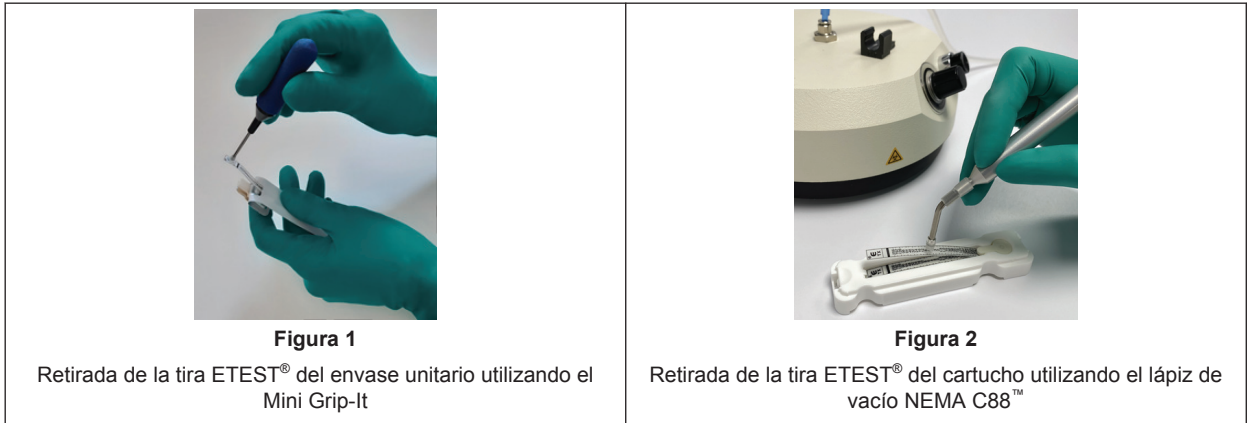 Figura 1
Retirada de la tira ETEST® del envase unitario utilizando el
Mini Grip-It
Figura 2
Retirada de la tira ETEST® del cartucho utilizando el lápiz de
vacío NEMA C88™